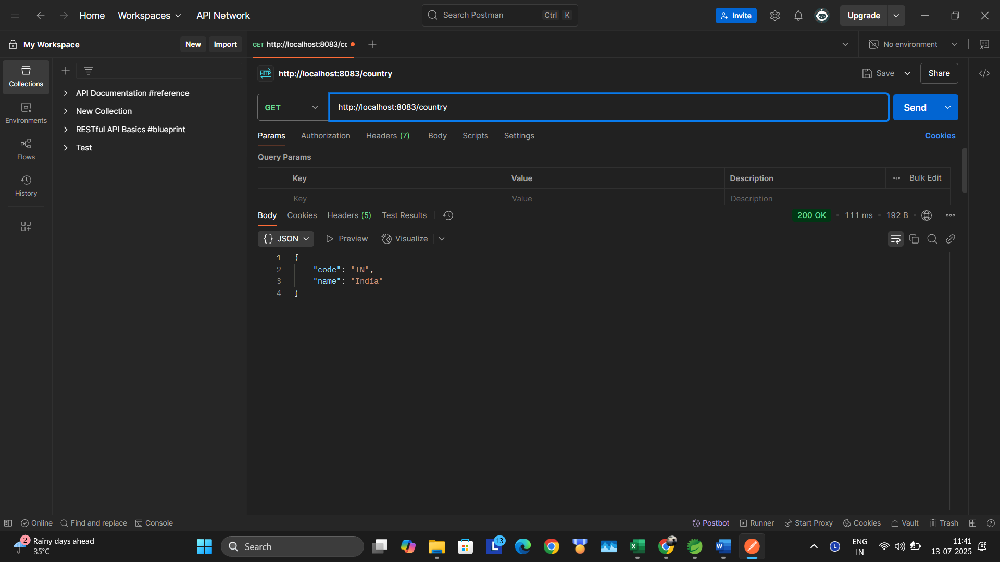 Home Workspaces API Network Search Postman Ctrl K Invite Upgrade
My Workspace New Import GET http://localhost:8083/cc No environment
Collections
Environments
Flows
History
API Documentation #reference
New Collection
RESTful API Basics #blueprint
Test
HTTP http://localhost:8083/country Save Share
GET http://localhost:8083/country Send
Params Authorization Headers (7) Body Scripts Settings Cookies
Query Params
Key Value Description Bulk Edit
Key Value Description
Body Cookies Headers (5) Test Results 200 OK • 111 ms • 192 B •
{} JSON Preview Visualize
1 {
2 "code": "IN",
3 "name": "India"
4 }
Online Find and replace Console Postbot Runner Start Proxy Cookies Vault Trash
2 Rainy days ahead
35°C
Search
L 13
L
ENG
IN
11:41
13-07-2025